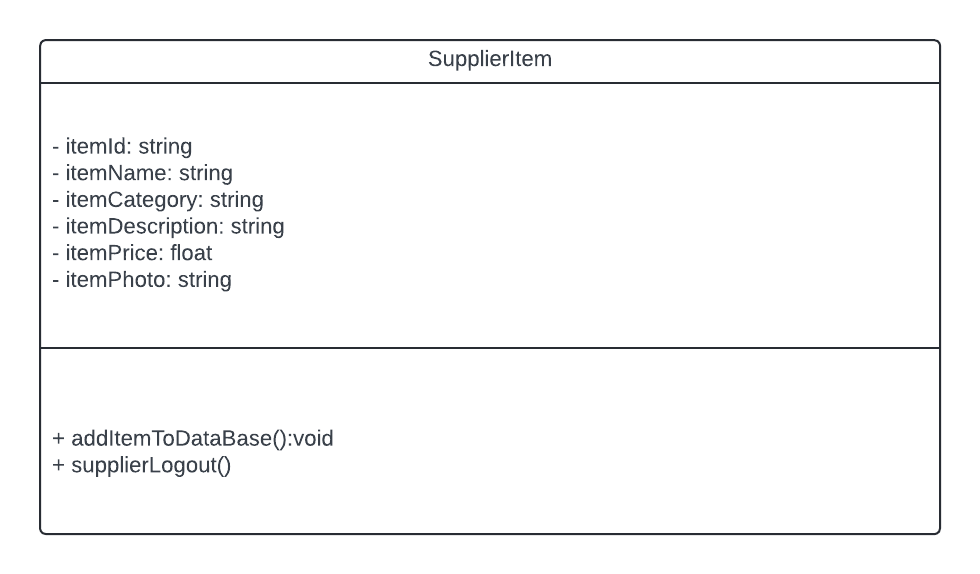 SupplierItem
- itemId: string
- itemName: string
- itemCategory: string
- itemDescription: string
- itemPrice: float
- itemPhoto: string
+ addItemToDataBase():void
+ supplierLogout()